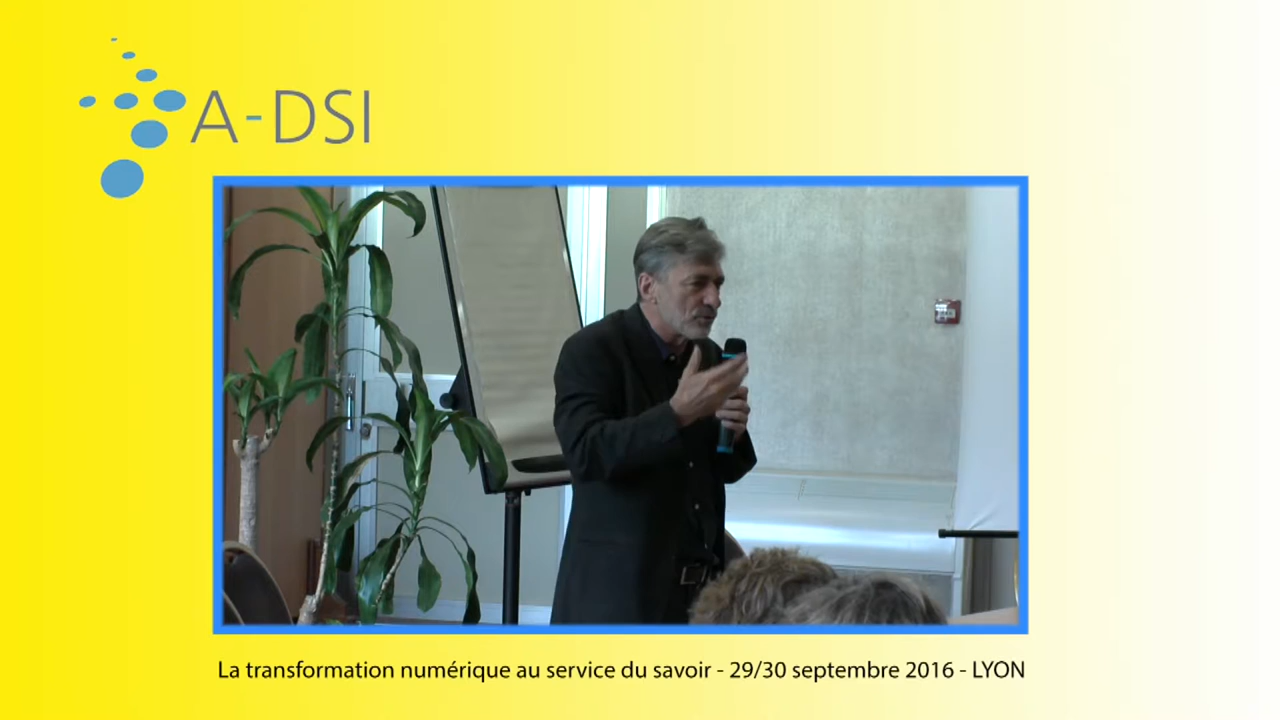 A-DSI
La transformation numérique au service du savoir - 29/30 septembre 2016 - LYON